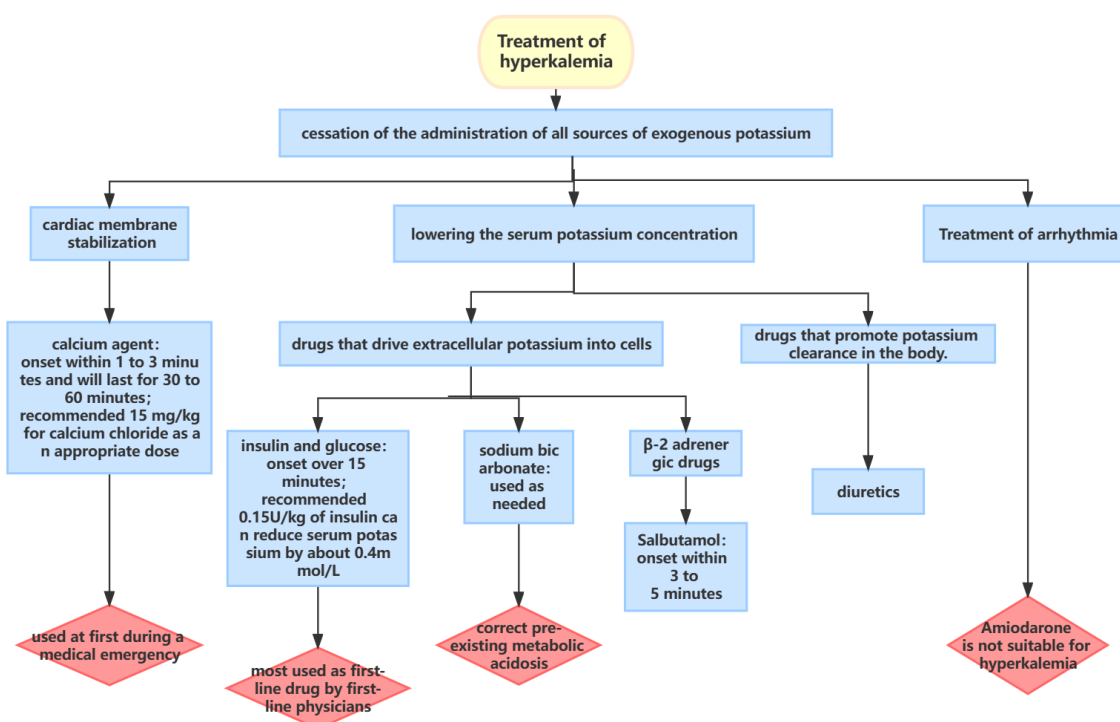 Treatment of
hyperkalemia
cessation of the administration of all sources of exogenous potassium
cardiac membrane
stabilization
lowering the serum potassium concentration
Treatment of arrhythmia
calcium agent:
onset within 1 to 3 minu
tes and will last for 30 to
60 minutes;
recommended 15 mg/kg
for calcium chloride as a
n appropriate dose
drugs that drive extracellular potassium into cells
drugs that promote potassium
clearance in the body.
insulin and glucose:
onset over 15
minutes;
recommended
0.15U/kg of insulin ca
n reduce serum potas
sium by about 0.4m
mol/L
sodium bic
arbonate:
used as
needed
β-2 adrener
gic drugs
diuretics
Salbutamol:
onset within
3 to
5 minutes
used at first during a
medical emergency
most used as first-
line drug by first-
line physicians
correct pre-
existing metabolic
acidosis
Amiodarone
is not suitable for
hyperkalemia